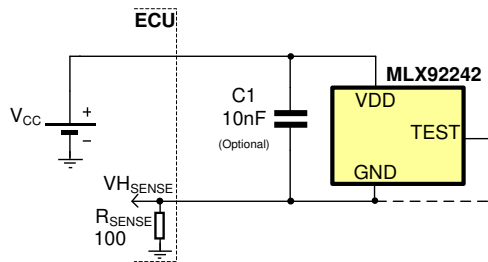 ECU
MLX92242
C1
10nF
(Optional)
VDD
TEST
GND
VCC
+
−
VHSENSE
RSENSE
100